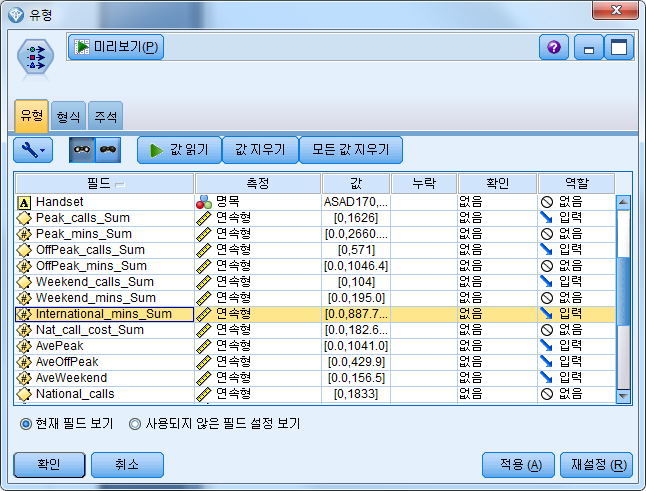 유형
미리보기(P)
유형 형식 주석
값 읽기 값 지우기 모든 값 지우기
필드 측정 값 누락 확인 역할
Handset 명목 ASAD170,... 없음 없음
Peak_calls_Sum 연속형 [0,1626] 없음 입력
Peak_mins_Sum 연속형 [0.0,2660.... 없음 없음
OffPeak_calls_Sum 연속형 [0,571] 없음 입력
OffPeak_mins_Sum 연속형 [0.0,1046.4] 없음 없음
Weekend_calls_Sum 연속형 [0,104] 없음 입력
Weekend_mins_Sum 연속형 [0.0,195.0] 없음 없음
International_mins_Sum 연속형 [0.0,887.7... 없음 입력
Nat_call_cost_Sum 연속형 [0.0,182.6... 없음 없음
AvePeak 연속형 [0.0,1041.0] 없음 입력
AveOffPeak 연속형 [0.0,429.9] 없음 입력
AveWeekend 연속형 [0.0,156.5] 없음 입력
National_calls 연속형 [0,1833] 없음 없음
현재 필드 보기 사용되지 않은 필드 설정 보기
확인 취소 적용 (A) 재설정 (R)